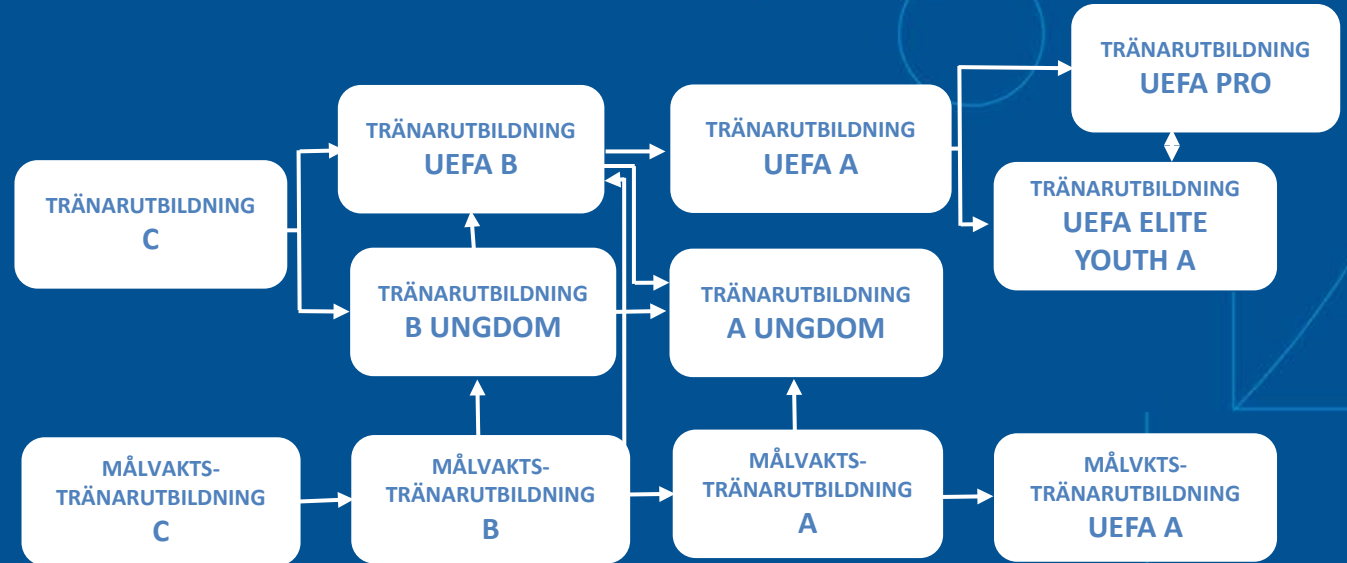 TRÄNARUTBILDNING
C
TRÄNARUTBILDNING
UEFA B
TRÄNARUTBILDNING
B UNGDOM
TRÄNARUTBILDNING
UEFA A
TRÄNARUTBILDNING
A UNGDOM
TRÄNARUTBILDNING
UEFA PRO
TRÄNARUTBILDNING
UEFA ELITE
YOUTH A
MÅLVAKTS-
TRÄNARUTBILDNING
C
MÅLVAKTS-
TRÄNARUTBILDNING
B
MÅLVAKTS-
TRÄNARUTBILDNING
A
MÅLVKTS-
TRÄNARUTBILDNING
UEFA A